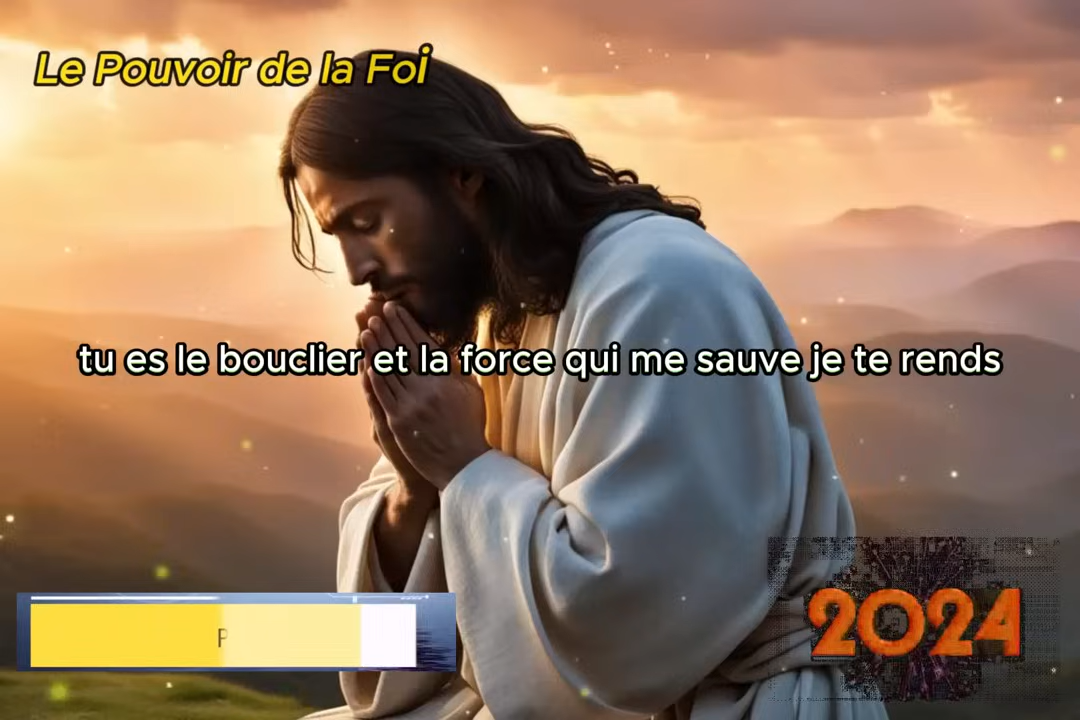 Le Pouvoir de la Foi
tu es le bouclier et la force qui me sauve je te rends
P
2024